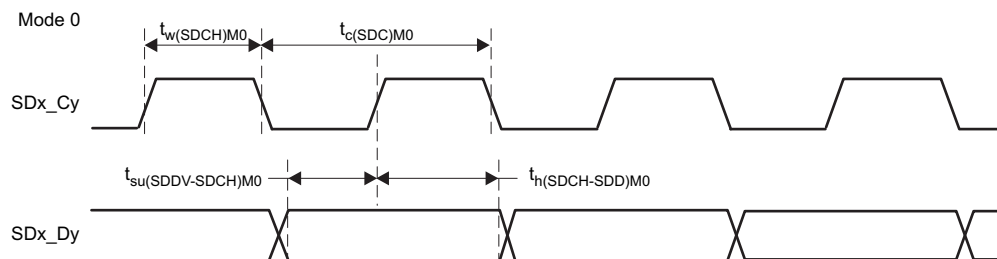 Mode 0
tw(SDCH)M0
tc(SDC)M0
SDx_Cy
tsu(SDDV-SDCH)M0
th(SDCH-SDD)M0
SDx_Dy